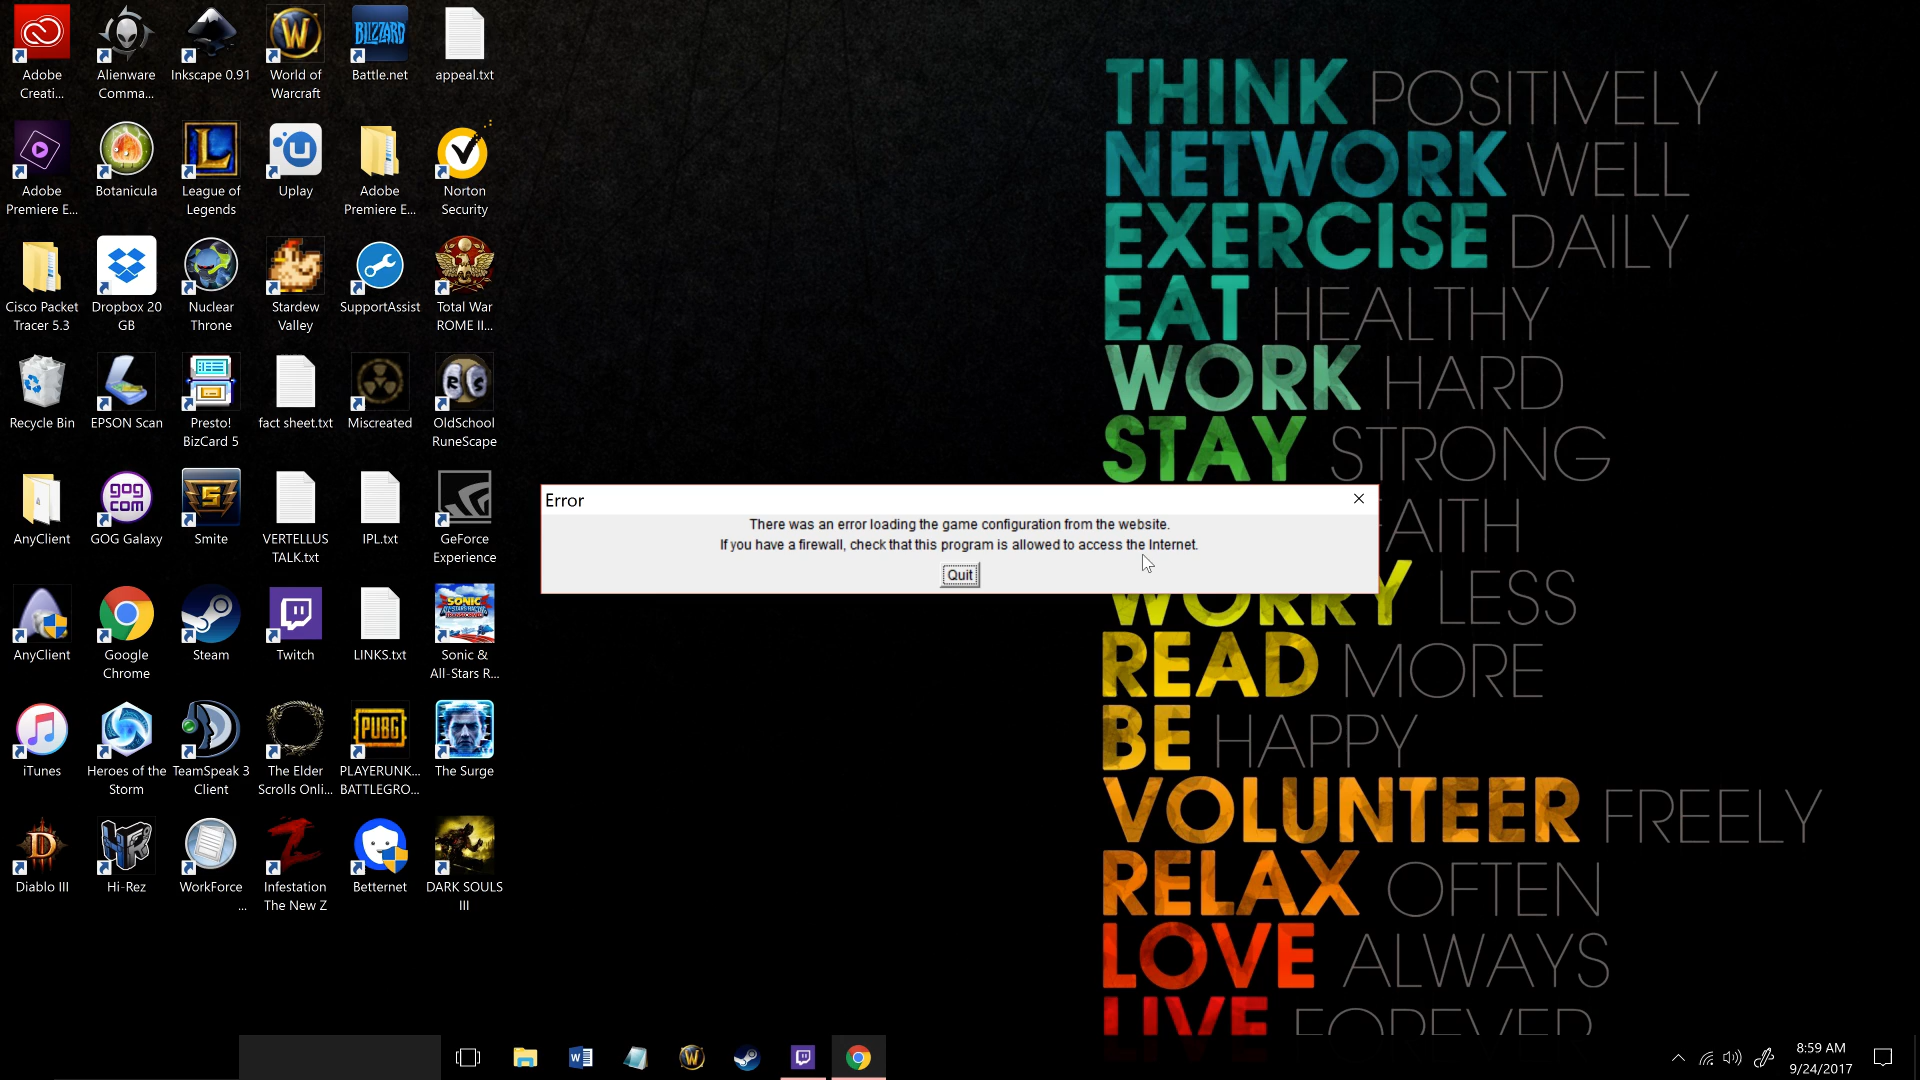 Adobe
Creati...
Alienware
Comma...
Inkscape 0.91
World of
Warcraft
BLIZZARD
Battle.net
appeal.txt
Adobe
Premiere E...
Botanicula
League of
Legends
Uplay
Adobe
Premiere E...
Norton
Security
Cisco Packet
Tracer 5.3
Dropbox 20
GB
Nuclear
Throne
Stardew
Valley
SupportAssist
Total War
ROME II...
Recycle Bin
EPSON Scan
Presto!
BizCard 5
fact sheet.txt
Miscreated
OldSchool
RuneScape
AnyClient
gog
com
GOG Galaxy
Smite
VERTELLUS
TALK.txt
IPL.txt
GeForce
Experience
AnyClient
Google
Chrome
Steam
Twitch
LINKS.txt
SONIC
Sonic &
All-Stars R...
iTunes
Heroes of the
Storm
TeamSpeak 3
Client
The Elder
Scrolls Onli...
PUBG
PLAYERUNK...
BATTLEGRO...
The Surge
Diablo III
Hi-Rez
WorkForce
...
Infestation
The New Z
Betternet
DARK SOULS
III
Error
There was an error loading the game configuration from the website.
If you have a firewall, check that this program is allowed to access the Internet.
Quit
THINK POSITIVELY
NETWORK WELL
EXERCISE DAILY
EAT HEALTHY
WORK HARD
STAY STRONG
AITH
WORRY LESS
READ MORE
BE HAPPY
VOLUNTEER FREELY
RELAX OFTEN
LOVE ALWAYS
LIVE FOREVER
8:59 AM
9/24/2017